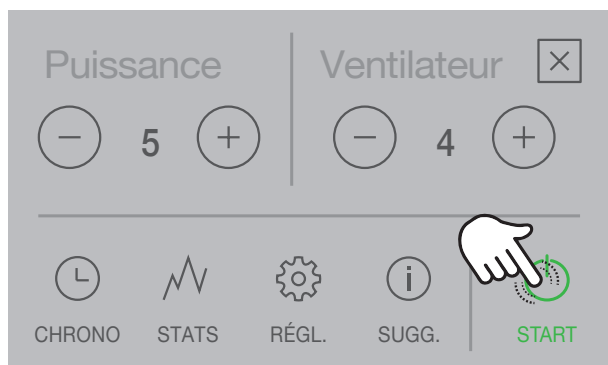 Puissance
Ventilateur
5
4
CHRONO
STATS
RÉGL.
SUGG.
START